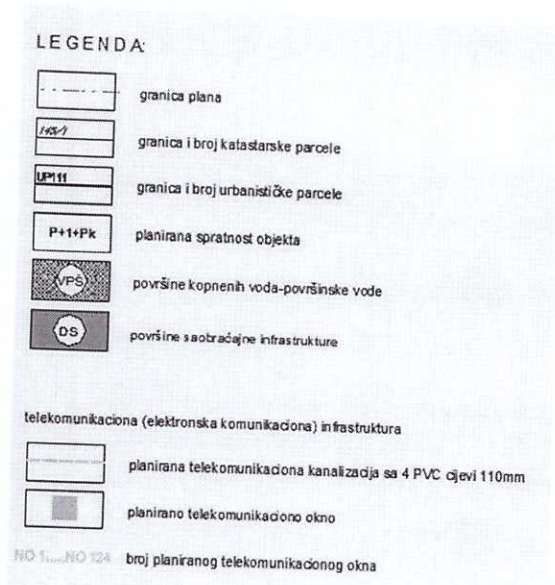 LEGENDA:
granica plana
granica i broj katastarske parcele
UP111
granica i broj urbanističke parcele
P+1+Pk
planirana spratnost objekta
VPŠ
površine kopnenih voda-površinske vode
DS
površine saobraćajne infrastrukture
telekomunikaciona (elektronska komunikaciona) infrastruktura
planirana telekomunikaciona kanalizacija sa 4 PVC cijevi 110mm
planirano telekomunikaciono okno
NO 1....,NO 124 broj planiranog telekomunikacionog okna